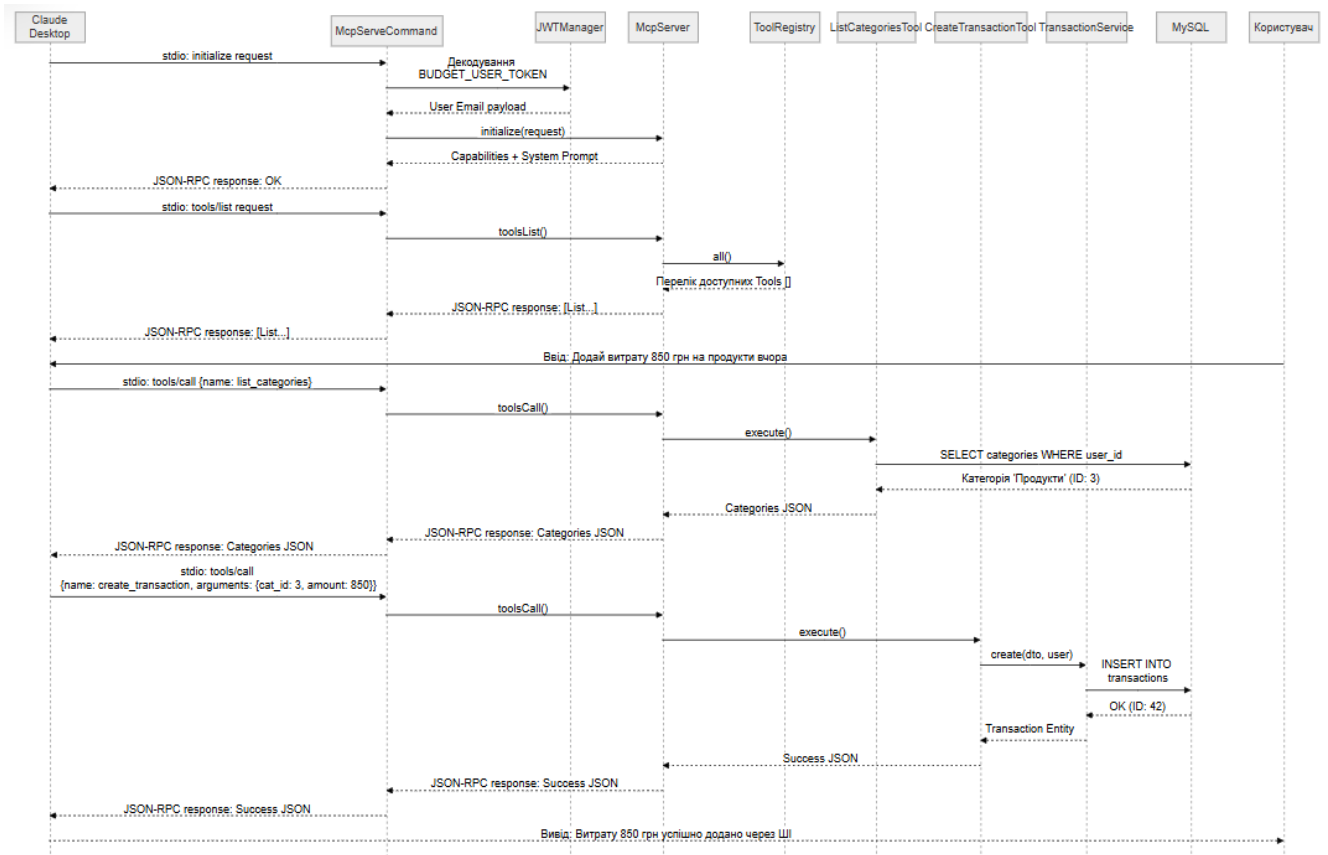 Claude
Desktop
McpServeCommand
JWTManager
McpServer
ToolRegistry
ListCategoriesTool
CreateTransactionTool
TransactionService
MySQL
Користувач
stdio: initialize request
Декодування
BUDGET_USER_TOKEN
User Email payload
initialize(request)
Capabilities + System Prompt
JSON-RPC response: OK
stdio: tools/list request
toolsList()
all()
Перелік доступних Tools []
JSON-RPC response: [List...]
JSON-RPC response: [List...]
Ввід: Додай витрату 850 грн на продукти вчора
stdio: tools/call {name: list_categories}
toolsCall()
execute()
SELECT categories WHERE user_id
Категорія 'Продукти' (ID: 3)
Categories JSON
JSON-RPC response: Categories JSON
JSON-RPC response: Categories JSON
stdio: tools/call
{name: create_transaction, arguments: {cat_id: 3, amount: 850}}
toolsCall()
execute()
create(dto, user)
INSERT INTO
transactions
OK (ID: 42)
Transaction Entity
Success JSON
JSON-RPC response: Success JSON
JSON-RPC response: Success JSON
Вивід: Витрату 850 грн успішно додано через ШІ